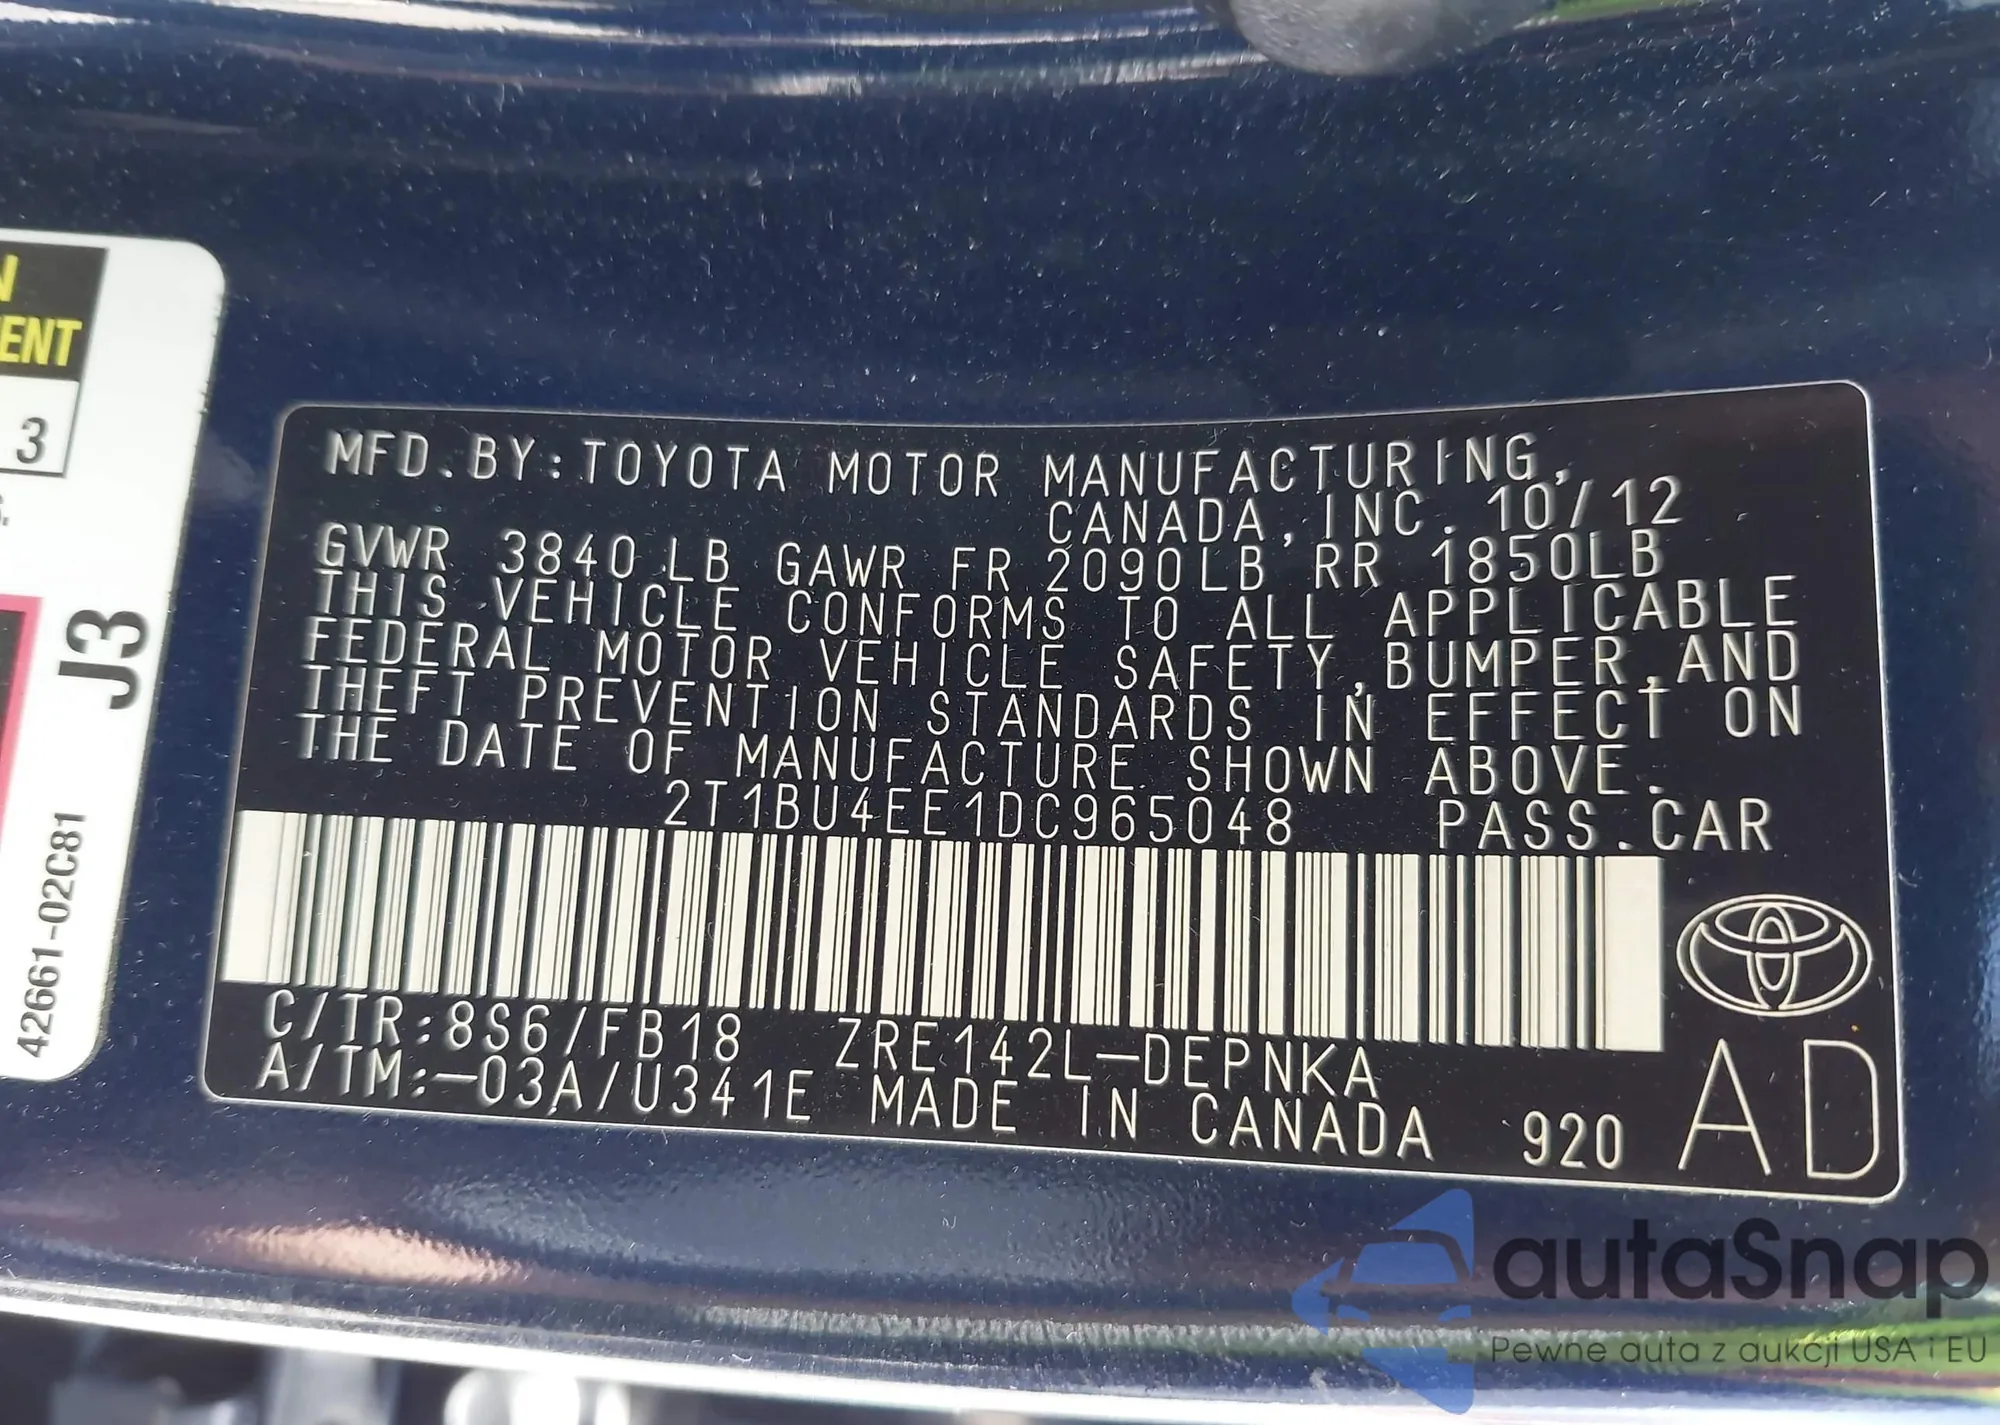 N
ENT
3
S.
J3
42661-02C81
MFD.BY:TOYOTA MOTOR MANUFACTURING,
CANADA,INC. 10/12
GVWR 3840LB GAWR FR 2090LB RR 1850LB
THIS VEHICLE CONFORMS TO ALL APPLICABLE
FEDERAL MOTOR VEHICLE SAFETY,BUMPER,AND
THEFT PREVENTION STANDARDS IN EFFECT ON
THE DATE OF MANUFACTURE SHOWN ABOVE.
2T1BU4EE1DC965048 PASS.CAR
C/TR:8S6/FB18 ZRE142L-DEPNKA
A/TM:-03A/U341E MADE IN CANADA 920 AD
autaSnap
Pewne auta z aukcji USA i EU